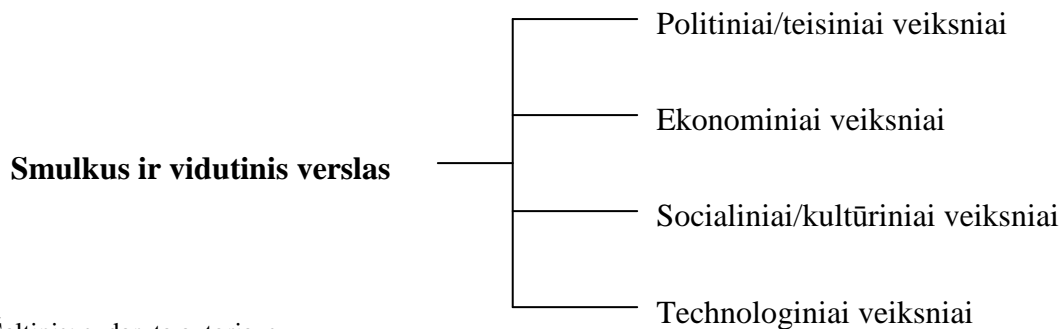 Politiniai/teisiniai veiksniai
Ekonominiai veiksniai
Smulkus ir vidutinis verslas
Socialiniai/kultūriniai veiksniai
Technologiniai veiksniai